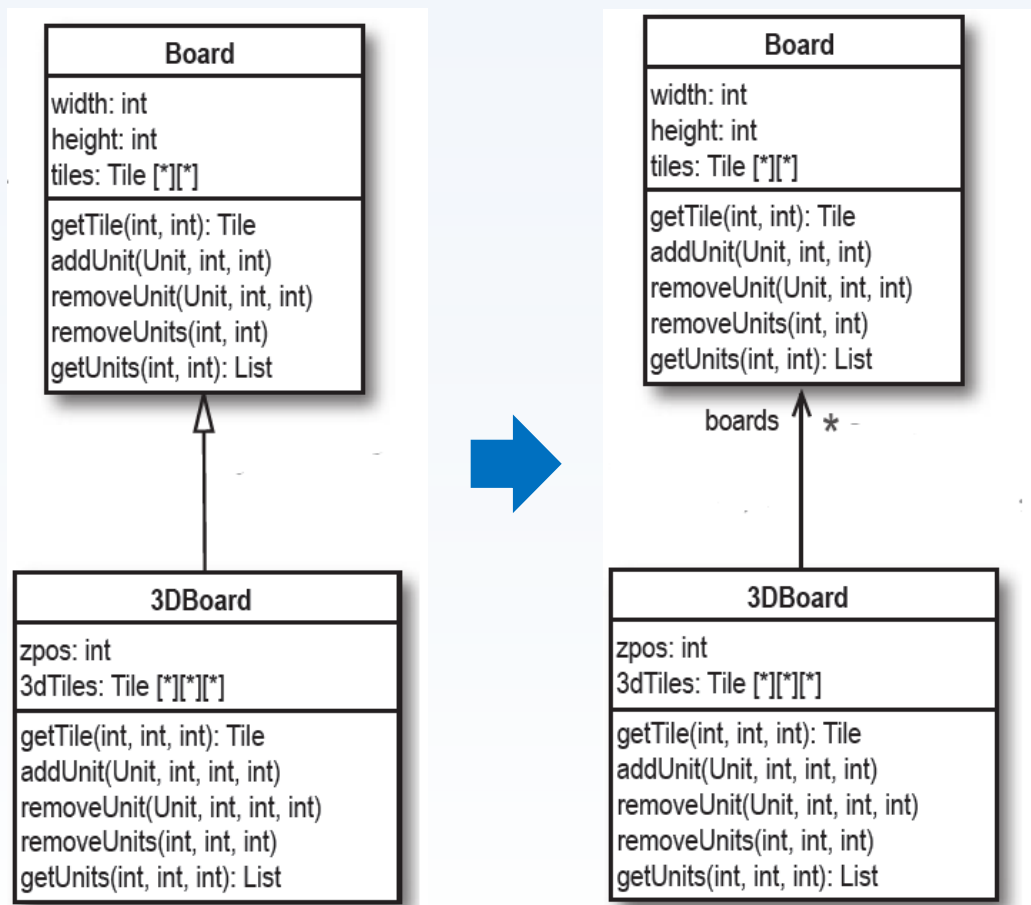 Board
width: int
height: int
tiles: Tile [*][*]
getTile(int, int): Tile
addUnit(Unit, int, int)
removeUnit(Unit, int, int)
removeUnits(int, int)
getUnits(int, int): List
3DBoard
zpos: int
3dTiles: Tile [*][*][*]
getTile(int, int, int): Tile
addUnit(Unit, int, int, int)
removeUnit(Unit, int, int, int)
removeUnits(int, int, int)
getUnits(int, int, int): List
Board
width: int
height: int
tiles: Tile [*][*]
getTile(int, int): Tile
addUnit(Unit, int, int)
removeUnit(Unit, int, int)
removeUnits(int, int)
getUnits(int, int): List
boards *
3DBoard
zpos: int
3dTiles: Tile [*][*][*]
getTile(int, int, int): Tile
addUnit(Unit, int, int, int)
removeUnit(Unit, int, int, int)
removeUnits(int, int, int)
getUnits(int, int, int): List